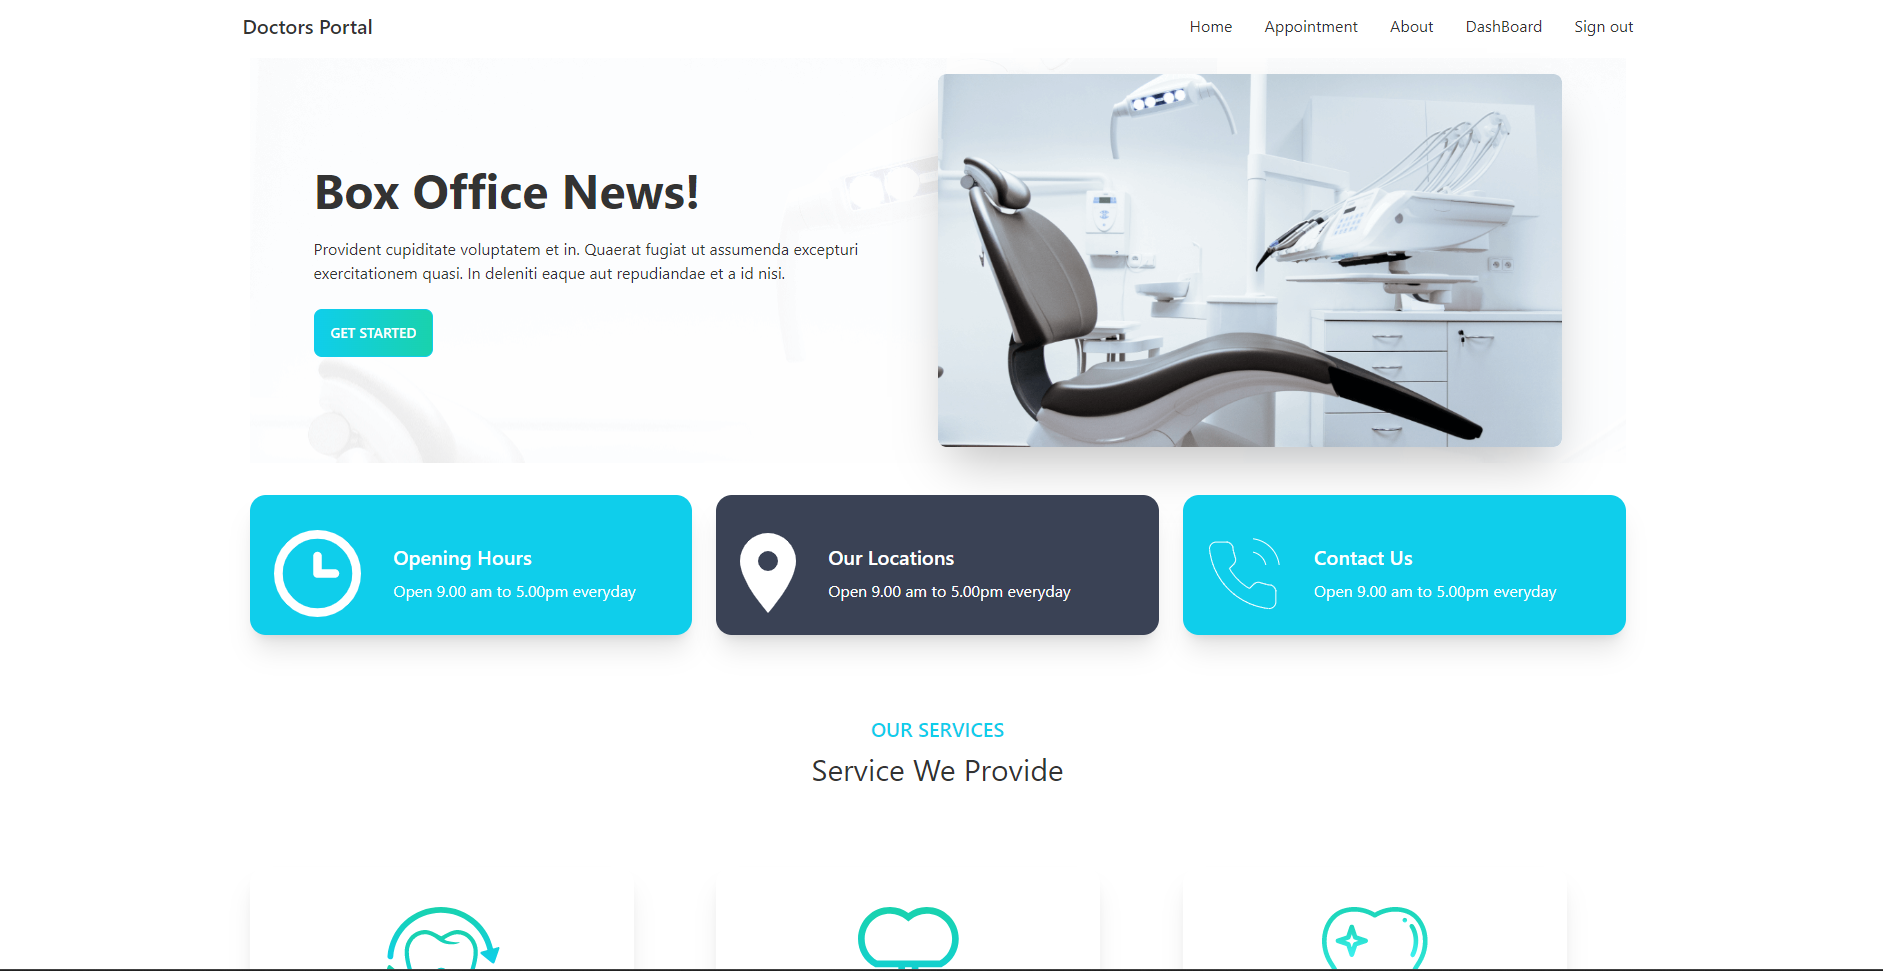 Doctors Portal
Home
Appointment
About
DashBoard
Sign out
Box Office News!
Provident cupiditate voluptatem et in. Quaerat fugiat ut assumenda excepturi
exercitationem quasi. In deleniti eaque aut repudiandae et a id nisi.
GET STARTED
Opening Hours
Open 9.00 am to 5.00pm everyday
Our Locations
Open 9.00 am to 5.00pm everyday
Contact Us
Open 9.00 am to 5.00pm everyday
OUR SERVICES
Service We Provide